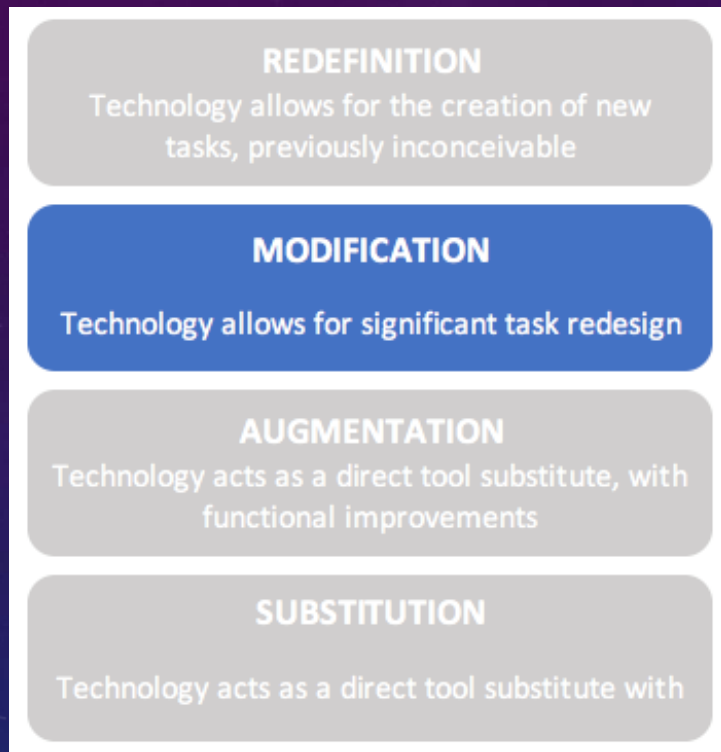 REDEFINITION
Technology allows for the creation of new
tasks, previously inconceivable
MODIFICATION
Technology allows for significant task redesign
AUGMENTATION
Technology acts as a direct tool substitute, with
functional improvements
SUBSTITUTION
Technology acts as a direct tool substitute with